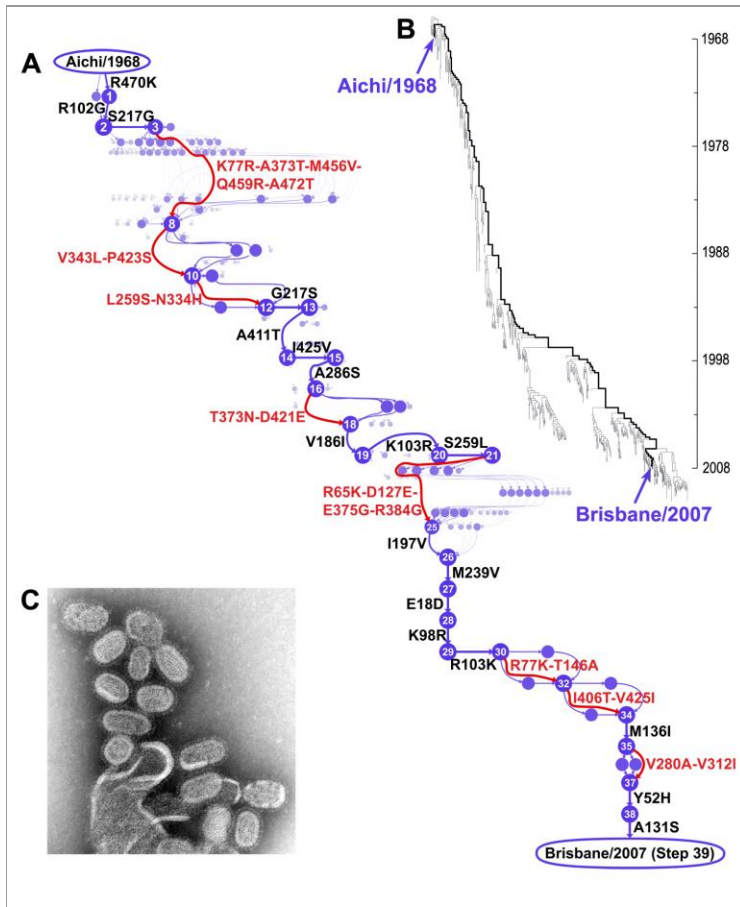 A
B
Aichi/1968
R470K
1
R102G
S217G
2
3
K77R-A373T-M456V-
Q459R-A472T
8
V343L-P423S
10
L259S-N334H
G217S
12
13
A411T
I425V
14
15
A286S
16
T373N-D421E
18
V186I
19
K103R
S259L
20
21
R65K-D127E-
E375G-R384G
25
I197V
26
M239V
27
E18D
28
K98R
29
R103K
30
R77K-T146A
32
I406T-V425I
34
M136I
35
V280A-V312I
37
Y52H
38
A131S
Brisbane/2007 (Step 39)
Aichi/1968
1968
1978
1988
1998
2008
Brisbane/2007
C